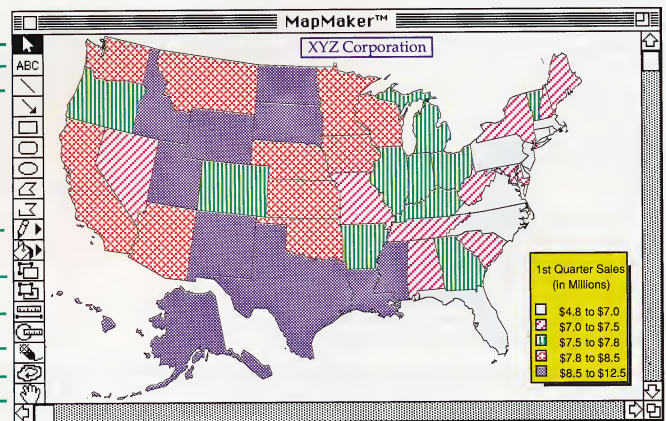 MapMaker™
XYZ Corporation
ABC
1st Quarter Sales
(in Millions)
$4.8 to $7.0
$7.0 to $7.5
$7.5 to $7.8
$7.8 to $8.5
$8.5 to $12.5